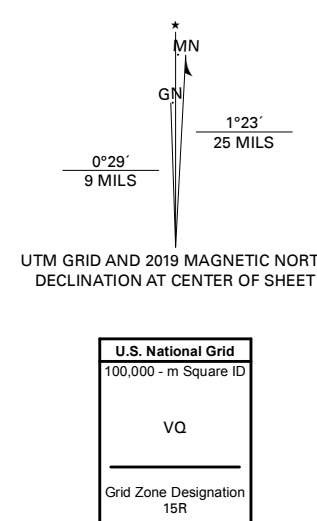 ★
MN
GN
1°23´
25 MILS
0°29´
9 MILS
UTM GRID AND 2019 MAGNETIC NORT
DECLINATION AT CENTER OF SHEET
U.S. National Grid
100,000 - m Square ID
VQ
Grid Zone Designation
15R